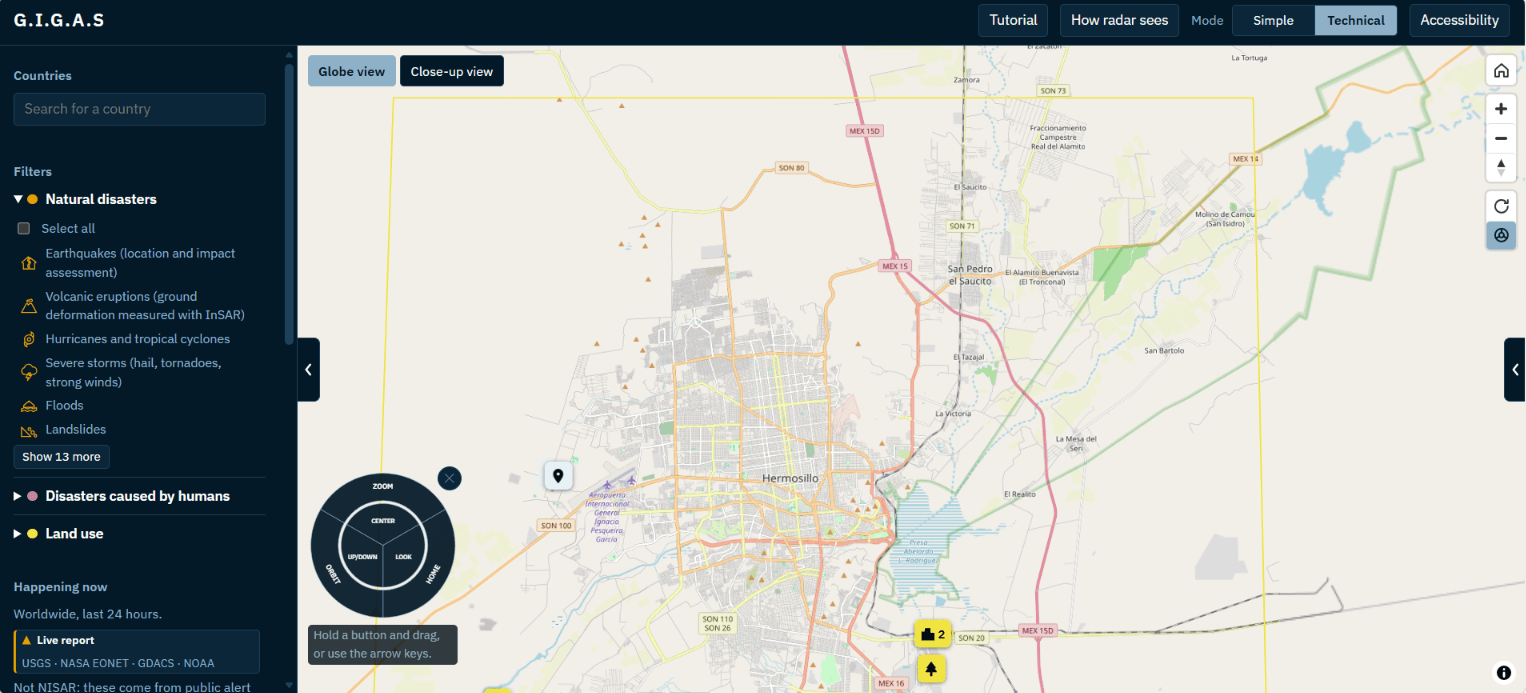 G.I.G.A.S
Tutorial
How radar sees
Mode
Simple
Technical
Accessibility
Countries
Search for a country
Filters
Natural disasters
Select all
Earthquakes (location and impact
assessment)
Volcanic eruptions (ground
deformation measured with InSAR)
Hurricanes and tropical cyclones
Severe storms (hail, tornadoes,
strong winds)
Floods
Landslides
Show 13 more
Disasters caused by humans
Land use
Happening now
Worldwide, last 24 hours.
Live report
USGS · NASA EONET · GDACS · NOAA
Not NISAR: these come from public alert
Globe view
Close-up view
El Zacatón
La Tortuga
Zamora
SON 73
MEX 15D
Fraccionamiento
Campestre
Real del Alamito
MEX 14
SON 80
El Saucito
Molino de Camou
(San Isidro)
SON 71
MEX 15
San Pedro
el Saucito
El Alamito Buenavista
(El Tronconal)
San Bartolo
El Tazajal
La Victoria
La Mesa del
Seri
Hermosillo
El Realito
Aeropuerto
Internacional
General
Ignacio
Pesqueira
García
SON 100
Presa
Abelardo
L. Rodríguez
SON 110
SON 26
2
SON 20
MEX 15D
MEX 16
ZOOM
CENTER
UP/DOWN
LOOK
ORBIT
HOME
Hold a button and drag,
or use the arrow keys.